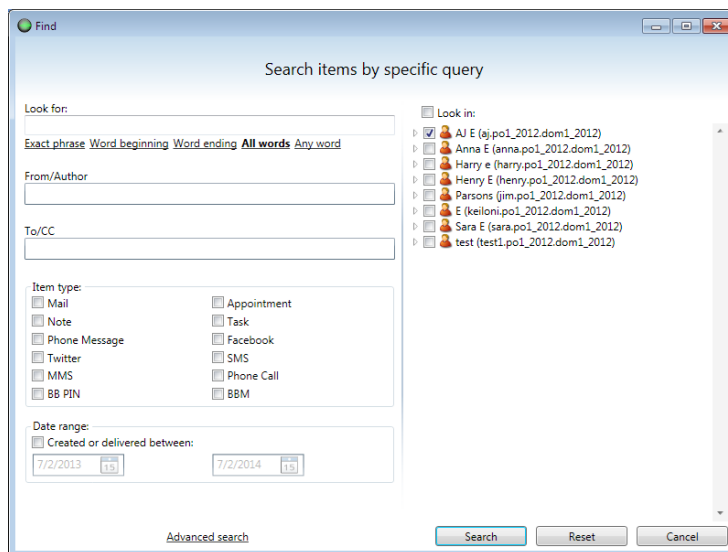 Find
Search items by specific query
Look for:
Exact phrase Word beginning Word ending All words Any word
From/Author
To/CC
Item type:
Mail Appointment
Note Task
Phone Message Facebook
Twitter SMS
MMS Phone Call
BB PIN BBM
Date range:
Created or delivered between:
7/2/2013 15 7/2/2014 15
Advanced search
Look in:
AJ E (aj.po1_2012.dom1_2012)
Anna E (anna.po1_2012.dom1_2012)
Harry e (harry.po1_2012.dom1_2012)
Henry E (henry.po1_2012.dom1_2012)
Parsons (jim.po1_2012.dom1_2012)
E (keiloni.po1_2012.dom1_2012)
Sara E (sara.po1_2012.dom1_2012)
test (test1.po1_2012.dom1_2012)
Search Reset Cancel